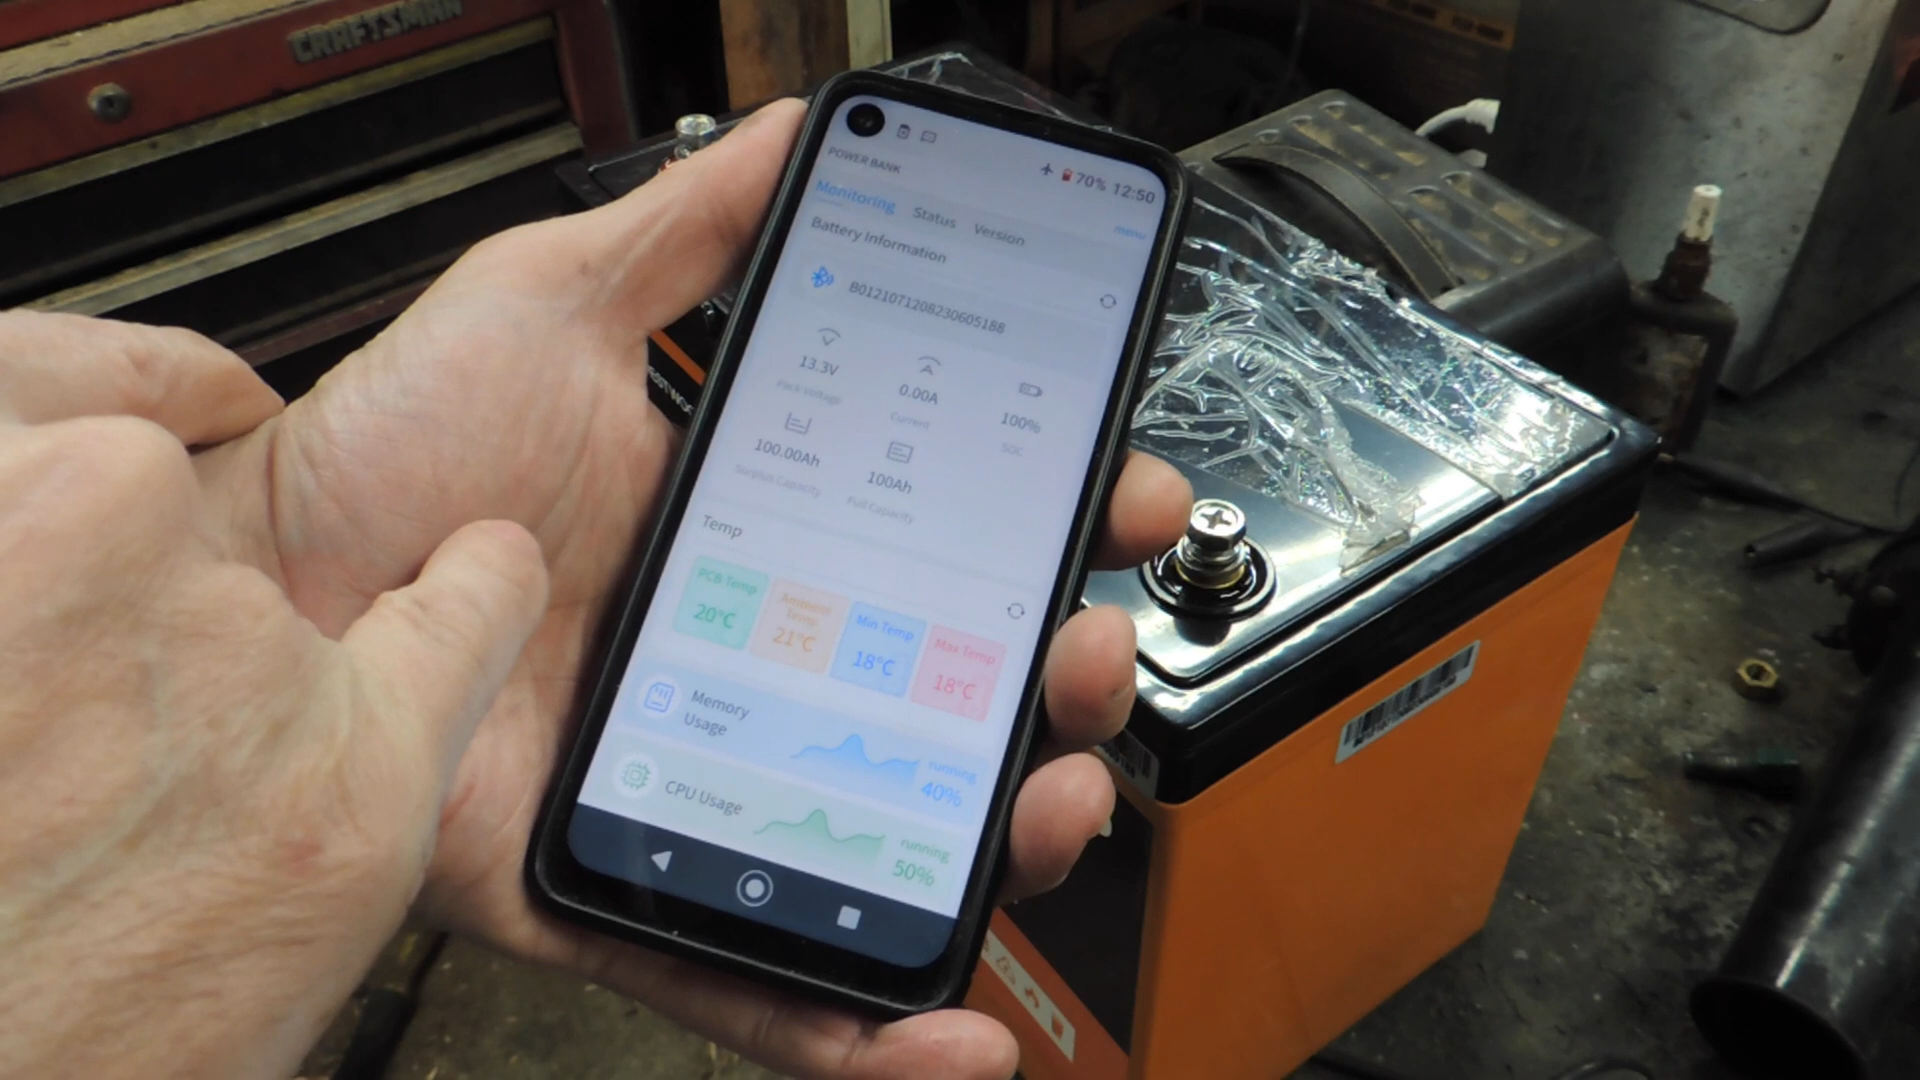 CRAFTSMAN
70% 12:50
POWER BANK
Monitoring Status Version menu
Battery Information
B0121071208230605188
13.3V 0.00A 100%
Pack Voltage Current SOC
100.00Ah 100Ah
Surplus Capacity Full Capacity
Temp
PCB Temp Ambient Temp Min Temp Max Temp
20°C 21°C 18°C 18°C
Memory Usage running
40%
CPU Usage running
50%